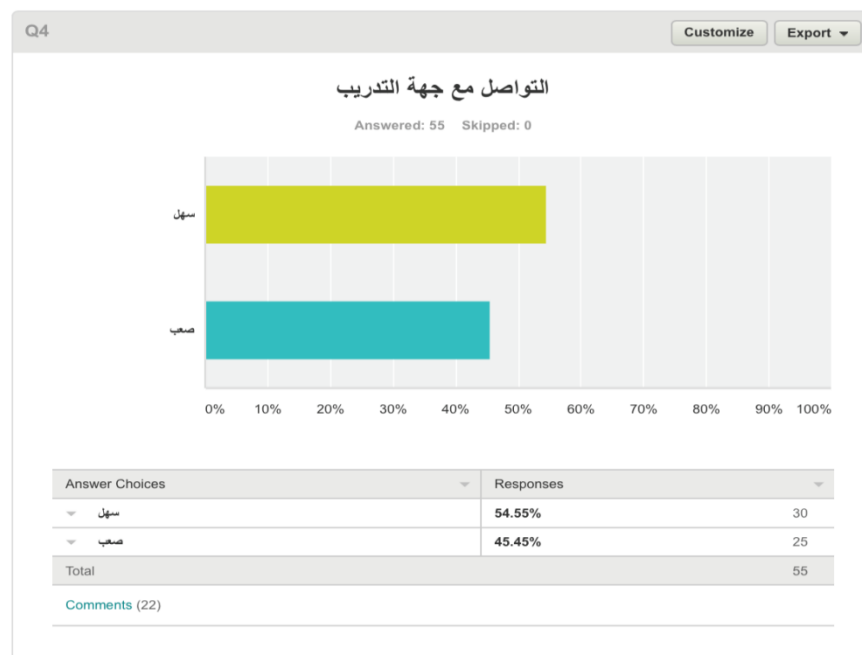 Q4
Customize
Export
التواصل مع جهة التدريب
Answered: 55 Skipped: 0
سهل
صعب
0% 10% 20% 30% 40% 50% 60% 70% 80% 90% 100%
Answer Choices Responses
سهل 54.55% 30
صعب 45.45% 25
Total 55
Comments (22)